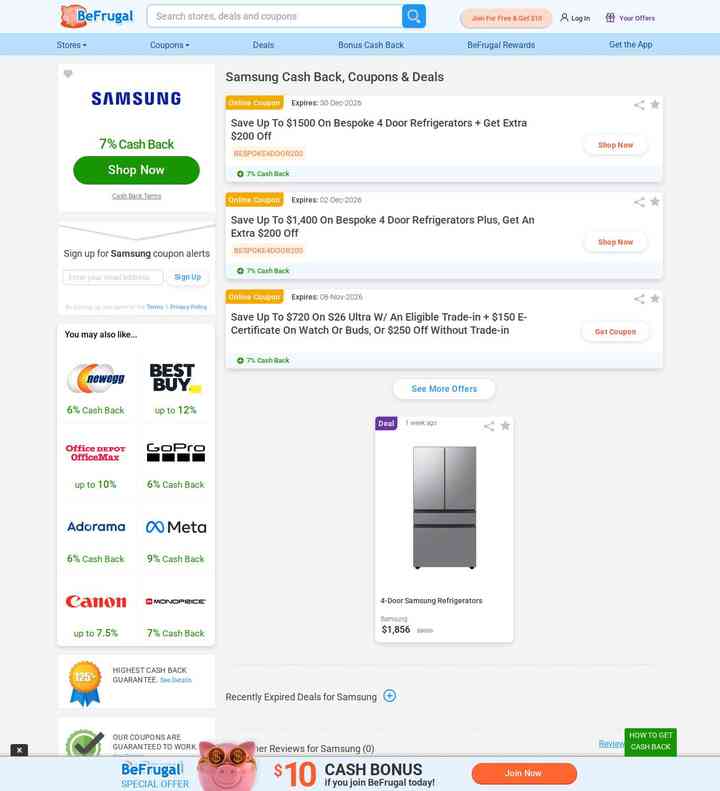 BeFrugal
Search stores, deals and coupons
Join For Free & Get $10
Log In
Your Offers
Stores
Coupons
Deals
Bonus Cash Back
BeFrugal Rewards
Get the App
SAMSUNG
7% Cash Back
Shop Now
Cash Back Terms
Sign up for Samsung coupon alerts
Enter your email address
Sign Up
Terms & Privacy Policy
You may also like...
newegg
6% Cash Back
BEST BUY
up to 12%
Office DEPOT
OfficeMax
up to 10%
GoPro
6% Cash Back
Adorama
6% Cash Back
Meta
9% Cash Back
Canon
up to 7.5%
MONOPRICE
7% Cash Back
125%
HIGHEST CASH BACK
GUARANTEE. See Details
OUR COUPONS ARE
GUARANTEED TO WORK.
Samsung Cash Back, Coupons & Deals
Online Coupon
Expires: 30-Dec-2026
Save Up To $1500 On Bespoke 4 Door Refrigerators + Get Extra
$200 Off
BESPOKE4DOOR200
Shop Now
7% Cash Back
Online Coupon
Expires: 02-Dec-2026
Save Up To $1,400 On Bespoke 4 Door Refrigerators Plus, Get An
Extra $200 Off
BESPOKE4DOOR200
Shop Now
7% Cash Back
Online Coupon
Expires: 08-Nov-2026
Save Up To $720 On S26 Ultra W/ An Eligible Trade-in + $150 E-
Certificate On Watch Or Buds, Or $250 Off Without Trade-in
Get Coupon
7% Cash Back
See More Offers
Deal
1 week ago
4-Door Samsung Refrigerators
Samsung
$1,856
Recently Expired Deals for Samsung
er Reviews for Samsung (0)
Review
HOW TO GET
CASH BACK
x
BeFrugal
SPECIAL OFFER
$10
CASH BONUS
if you join BeFrugal today!
Join Now